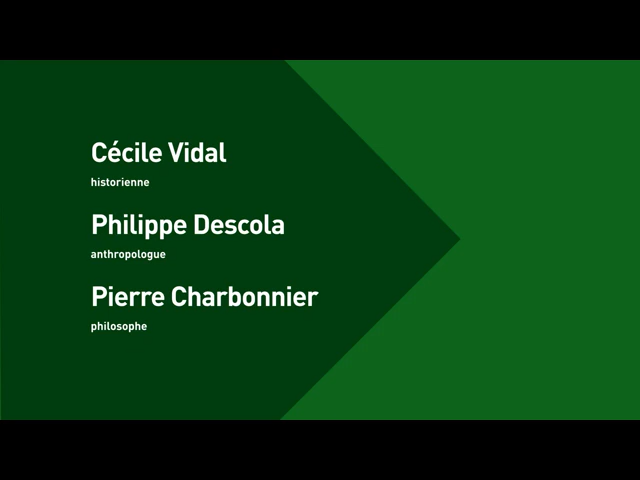 Cécile Vidal
historienne
Philippe Descola
anthropologue
Pierre Charbonnier
philosophe